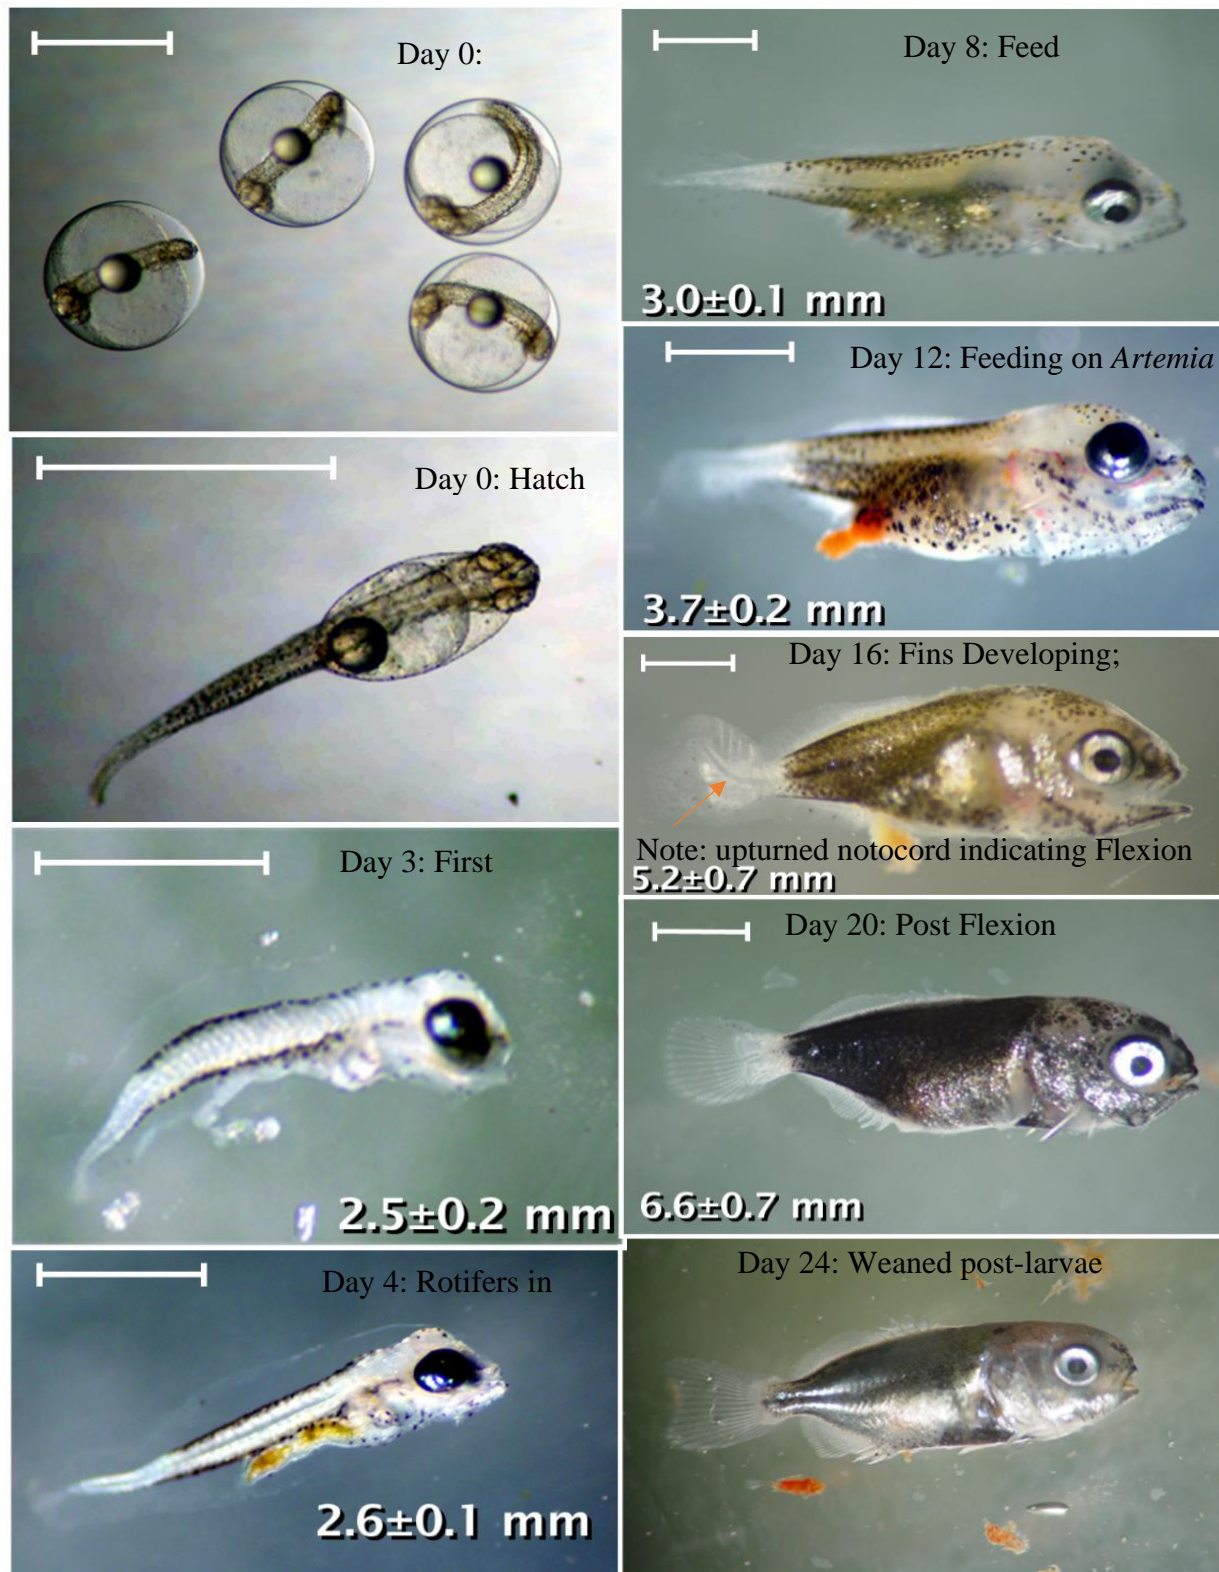 Day 0:
Day 0: Hatch
Day 3: First
2.5±0.2 mm
Day 4: Rotifers in
2.6±0.1 mm
Day 8: Feed
3.0±0.1 mm
Day 12: Feeding on Artemia
3.7±0.2 mm
Day 16: Fins Developing;
Note: upturned notocord indicating Flexion
5.2±0.7 mm
Day 20: Post Flexion
6.6±0.7 mm
Day 24: Weaned post-larvae